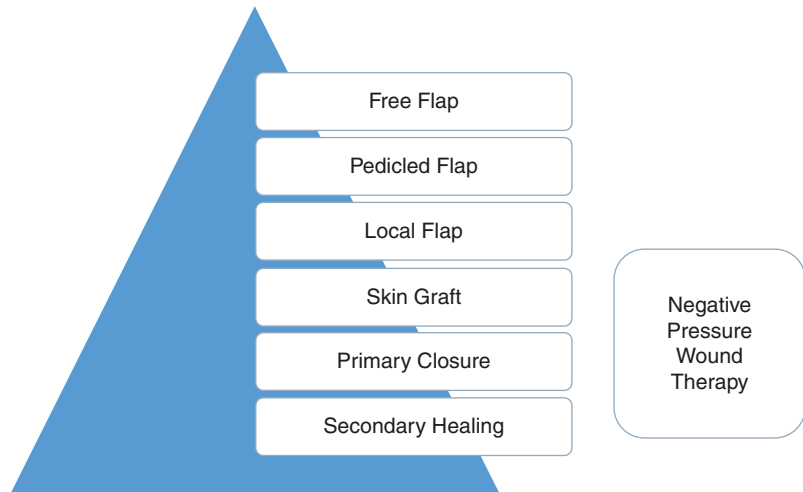 Free Flap
Pedicled Flap
Local Flap
Skin Graft
Primary Closure
Secondary Healing
Negative
Pressure
Wound
Therapy